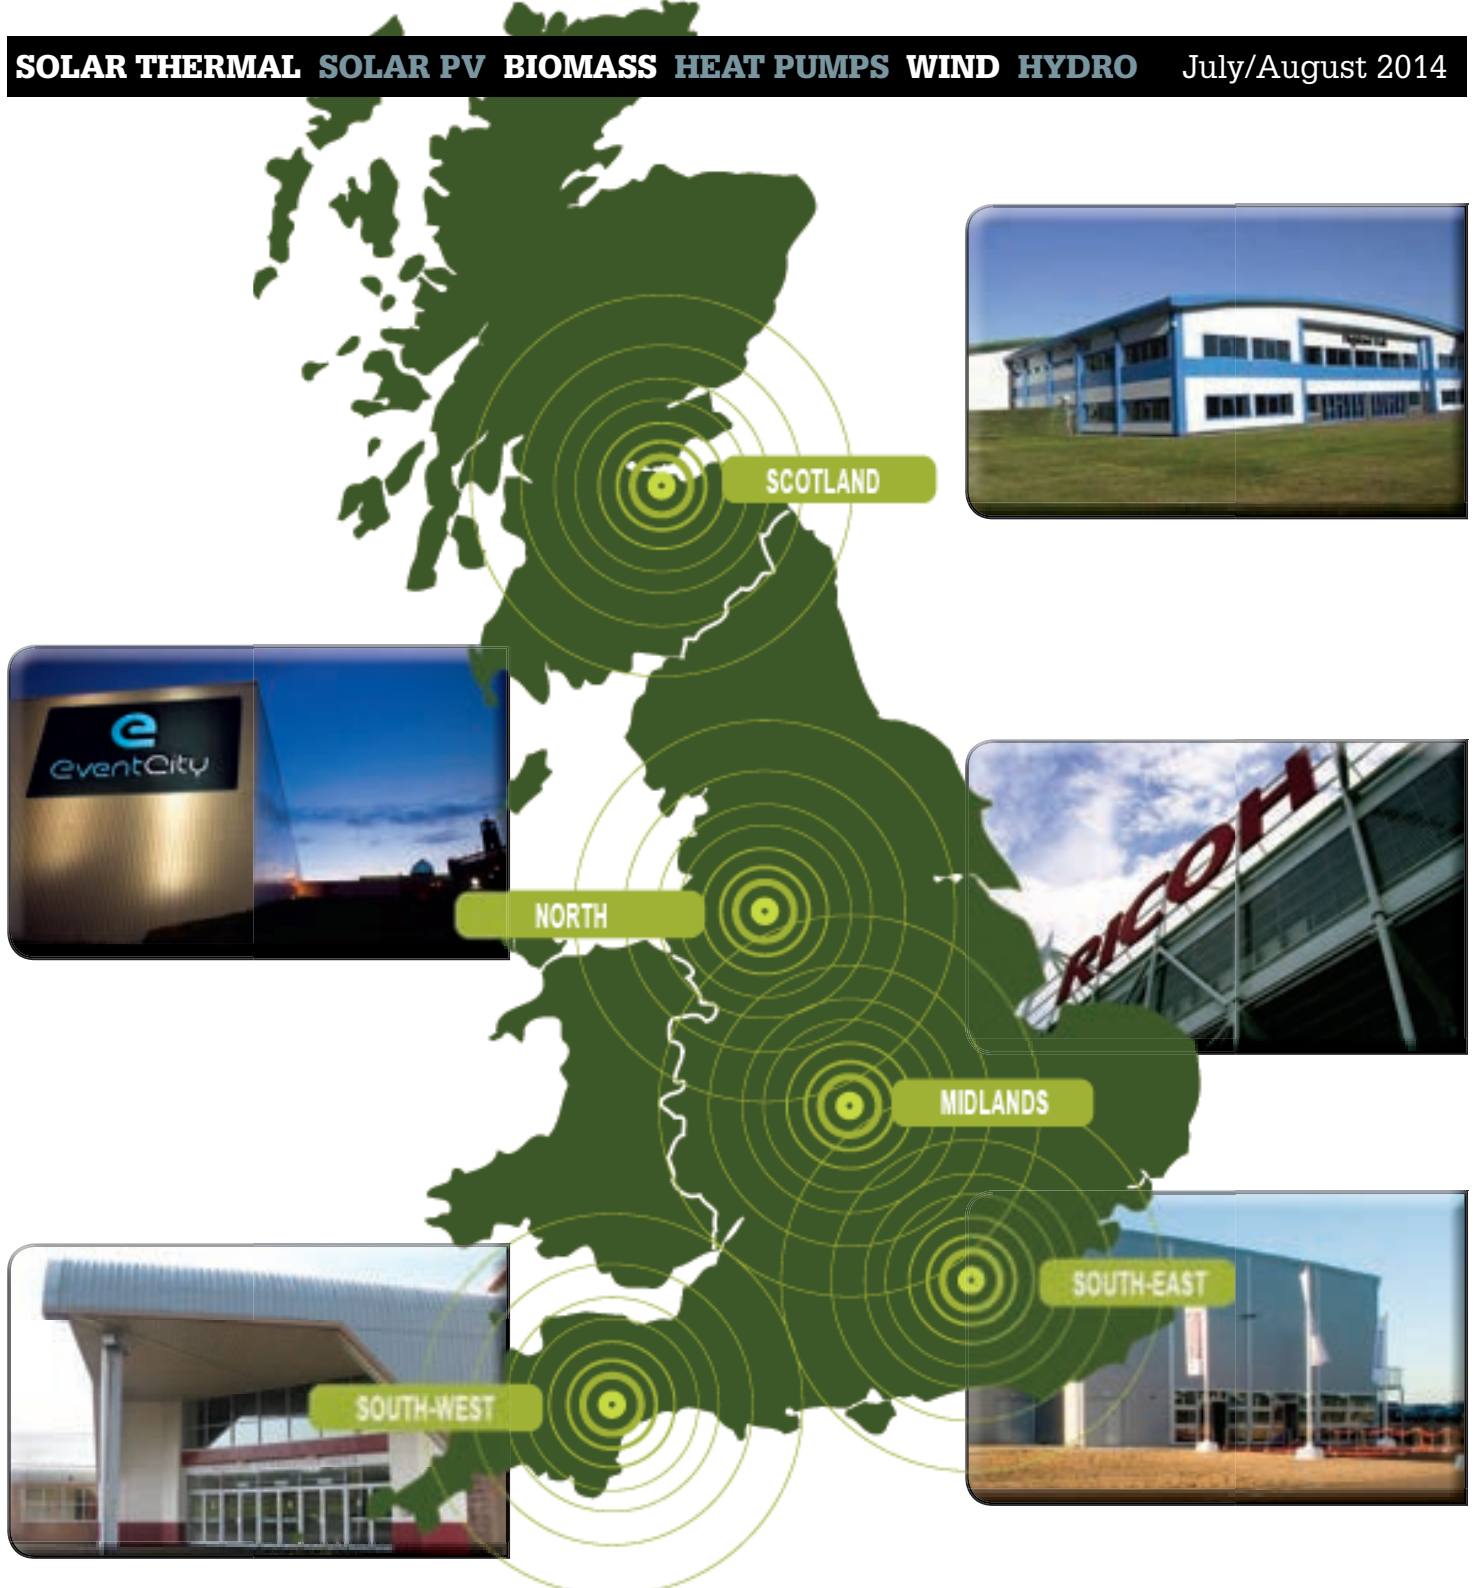 SOLAR THERMAL SOLAR PV BIOMASS HEAT PUMPS WIND HYDRO July/August 2014
SCOTLAND
eventCity
RICOH
NORTH
MIDLANDS
SOUTH-EAST
SOUTH-WEST